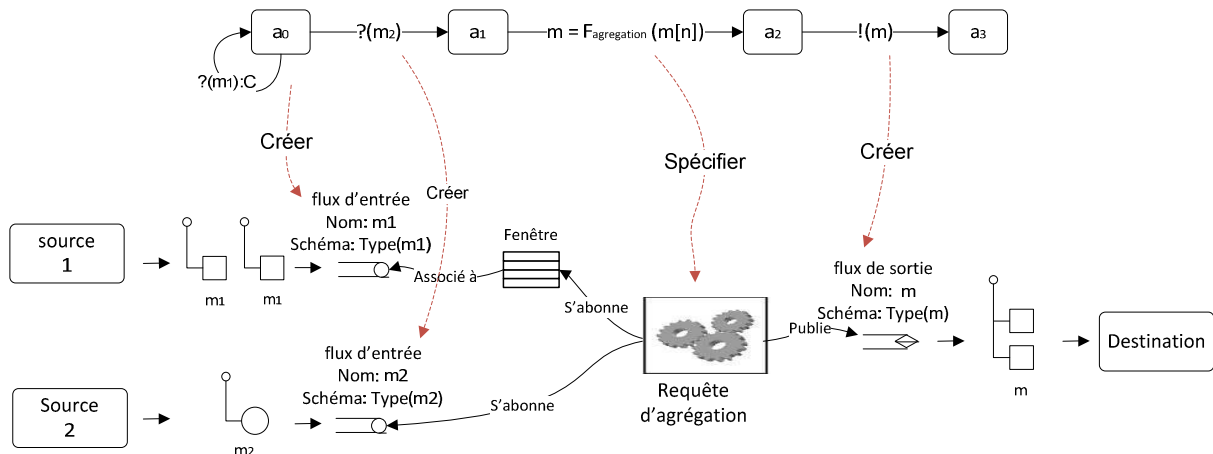 a0
?(m2)
a1
m = Fagregation (m[n])
a2
!(m)
a3
?(m1):C
Créer
Créer
Spécifier
Créer
source
1
m1
m1
flux d'entrée
Nom: m1
Schéma: Type(m1)
Associé à
Fenêtre
S'abonne
flux de sortie
Nom: m
Schéma: Type(m)
Publie
m
Destination
Source
2
m2
flux d'entrée
Nom: m2
Schéma: Type(m2)
S'abonne
Requête
d'agrégation